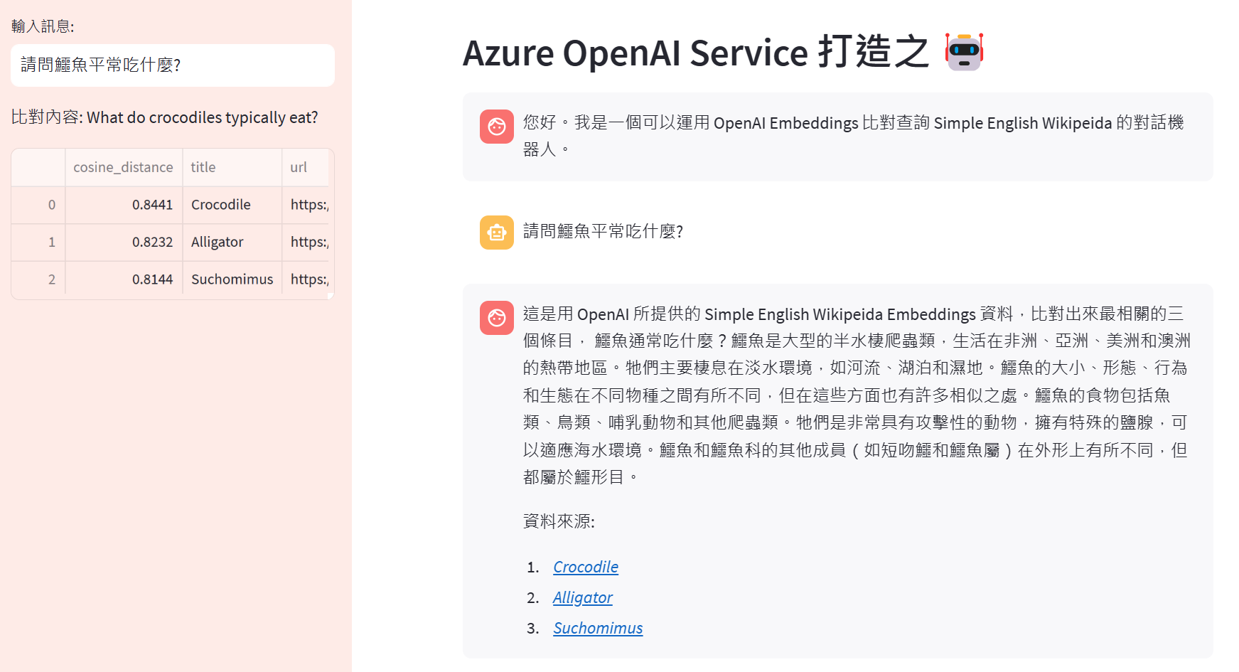 輸入訊息:
請問鱷魚平常吃什麼?
比對內容: What do crocodiles typically eat?
cosine_distance title url
0 0.8441 Crocodile https:/
1 0.8232 Alligator https:/
2 0.8144 Suchomimus https:/
Azure OpenAI Service 打造之
您好。我是一個可以運用 OpenAI Embeddings 比對查詢 Simple English Wikipeida 的對話機
器人。
請問鱷魚平常吃什麼?
這是用 OpenAI 所提供的 Simple English Wikipeida Embeddings 資料，比對出來最相關的三
個條目， 鱷魚通常吃什麼？鱷魚是大型的半水棲爬蟲類，生活在非洲、亞洲、美洲和澳洲
的熱帶地區。牠們主要棲息在淡水環境，如河流、湖泊和濕地。鱷魚的大小、形態、行為
和生態在不同物種之間有所不同，但在這些方面也有許多相似之處。鱷魚的食物包括魚
類、鳥類、哺乳動物和其他爬蟲類。牠們是非常具有攻擊性的動物，擁有特殊的鹽腺，可
以適應海水環境。鱷魚和鱷魚科的其他成員（如短吻鱷和鱷魚屬）在外形上有所不同，但
都屬於鱷形目。
資料來源:
1. Crocodile
2. Alligator
3. Suchomimus